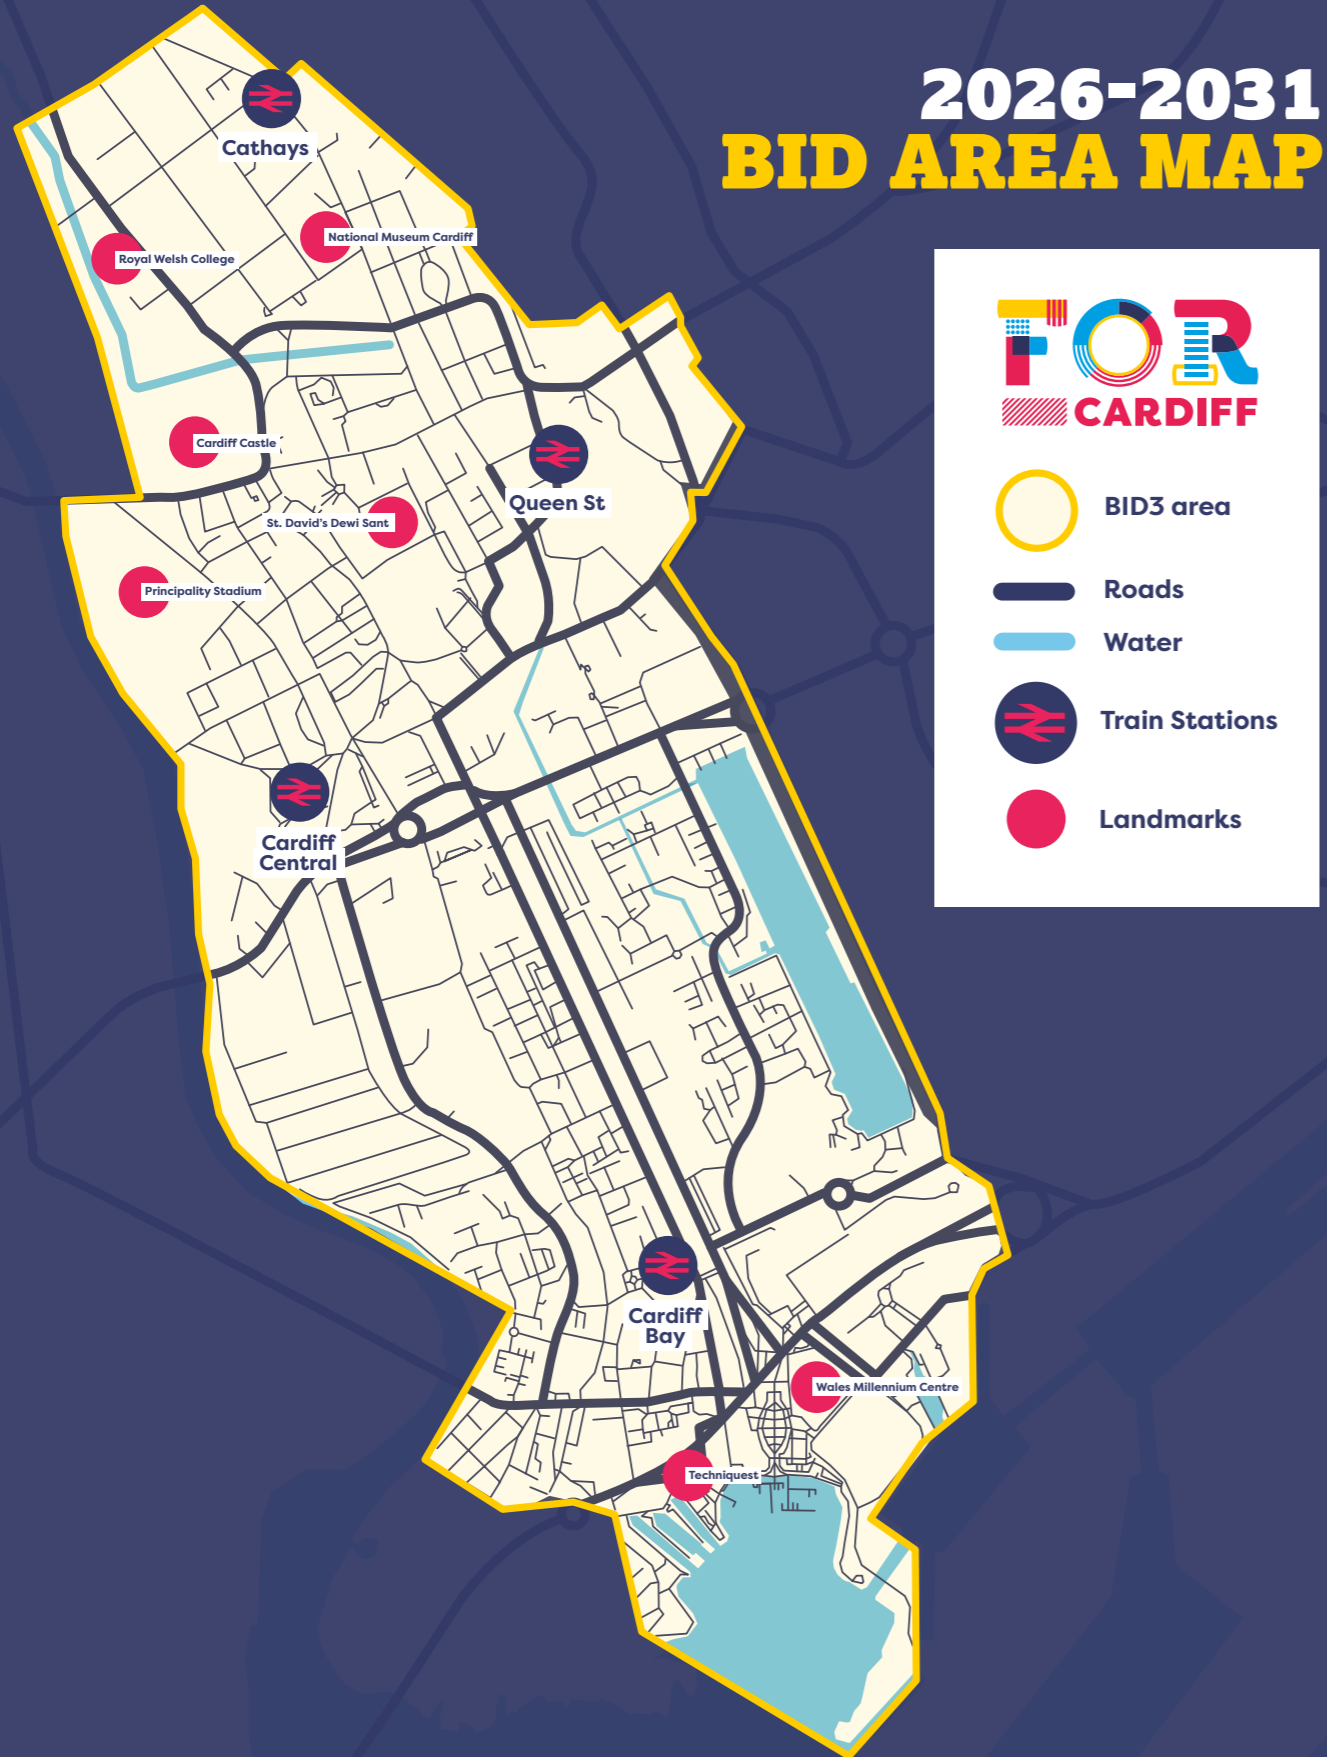 2026-2031
BID AREA MAP
FOR
CARDIFF
BID3 area
Roads
Water
Train Stations
Landmarks
Cathays
National Museum Cardiff
Royal Welsh College
Cardiff Castle
Queen St
St. David's Dewi Sant
Principality Stadium
Cardiff
Central
Cardiff
Bay
Wales Millennium Centre
Techniquest